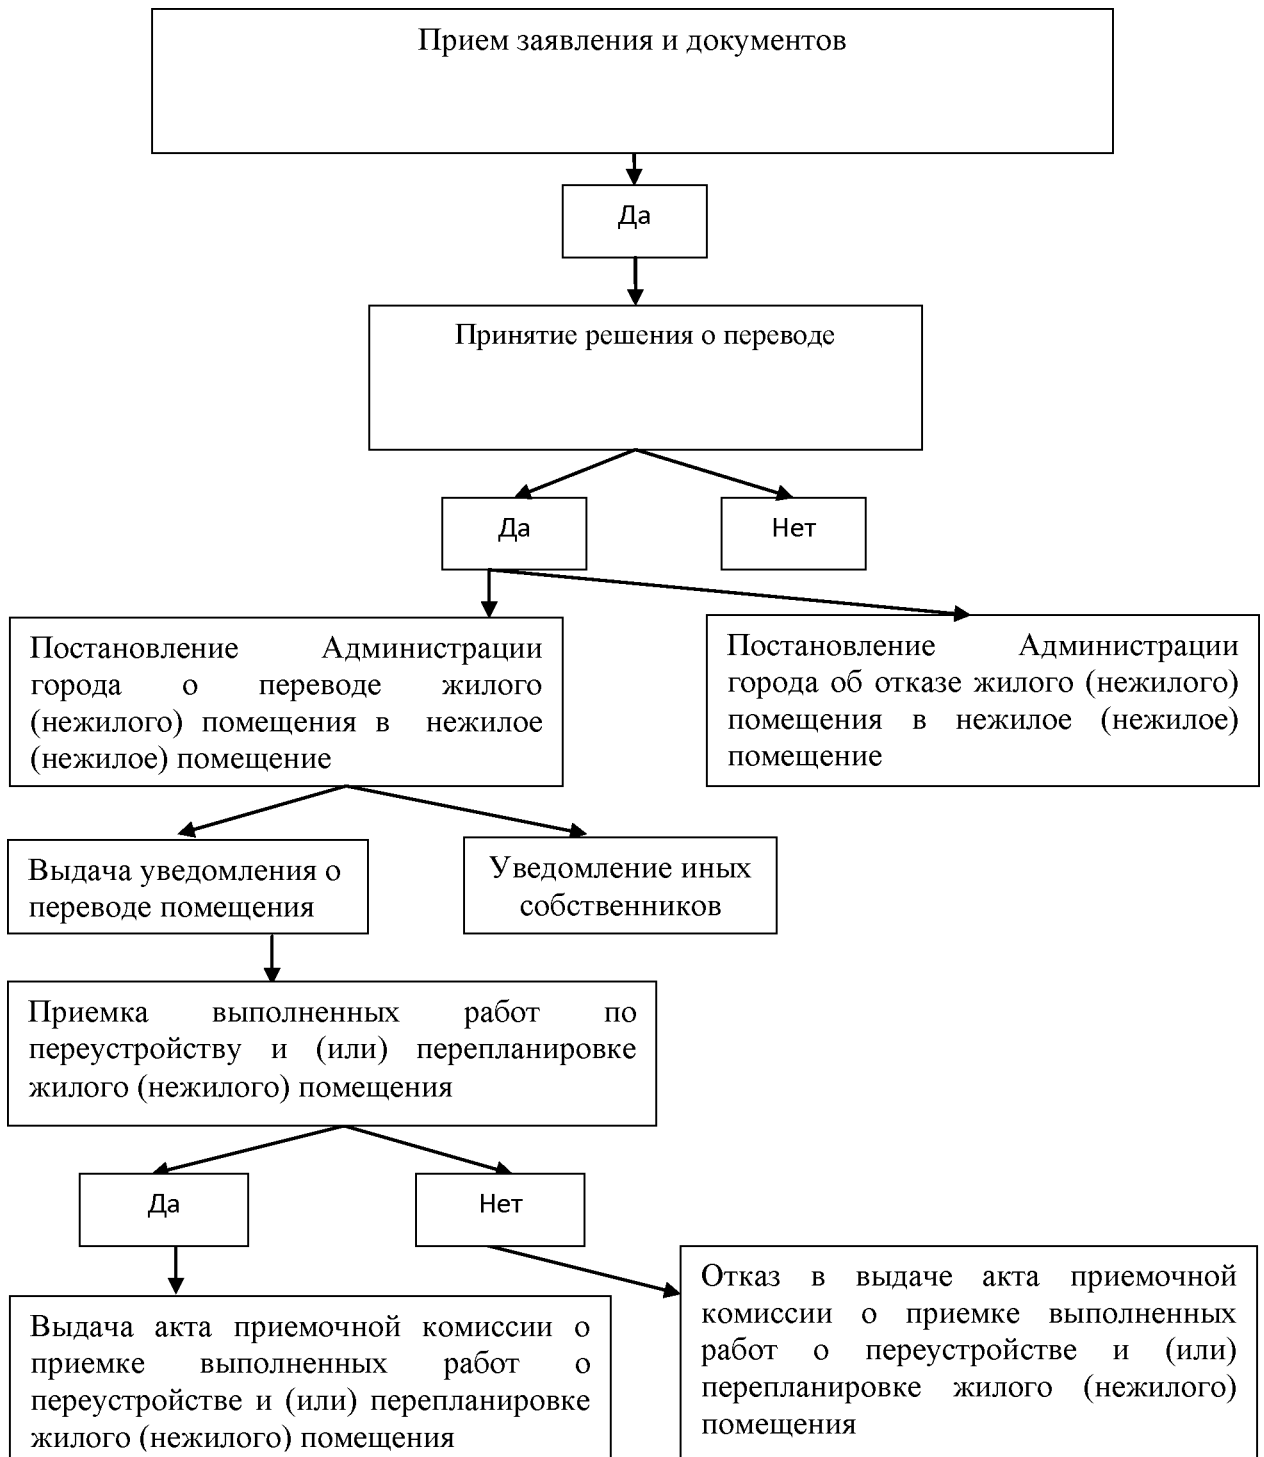 Прием заявления и документов
Да
Принятие решения о переводе
Да
Нет
Постановление Администрации
города о переводе жилого
(нежилого) помещения в нежилое
(нежилое) помещение
Постановление Администрации
города об отказе жилого (нежилого)
помещения в нежилое (нежилое)
помещение
Выдача уведомления о
переводе помещения
Уведомление иных
собственников
Приемка выполненных работ по
переустройству и (или) перепланировке
жилого (нежилого) помещения
Да
Нет
Выдача акта приемочной комиссии о
приемке выполненных работ о
переустройстве и (или) перепланировке
жилого (нежилого) помещения
Отказ в выдаче акта приемочной
комиссии о приемке выполненных
работ о переустройстве и (или)
перепланировке жилого (нежилого)
помещения